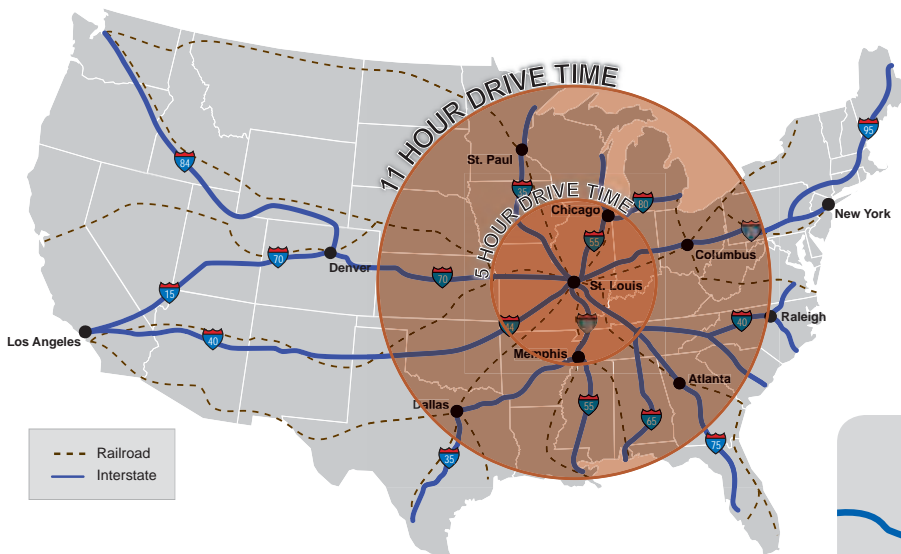 11 HOUR DRIVE TIME
95
84
St. Paul
35
5 HOUR DRIVE TIME
80
Chicago
New York
55
70
Columbus
Denver
70
St. Louis
15
Raleigh
40
Los Angeles
40
44
Memphis
Atlanta
Dallas
55
65
75
35
Railroad
Interstate